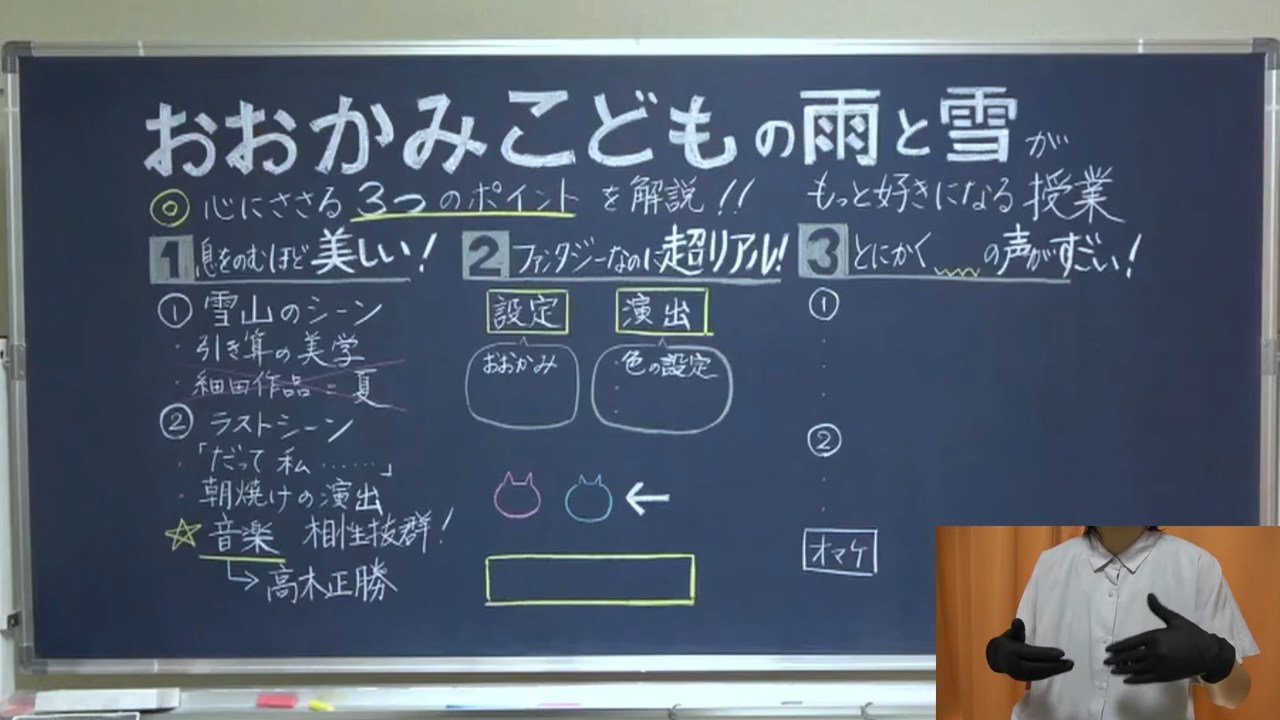 おおかみこどもの雨と雪が
◎ 心にささる3つのポイントを解説!!
もっと好きになる授業
1 息をのむほど美しい!
① 雪山のシーン
・引き算の美学
・細田作品=夏
② ラストシーン
・「だって私……」
・朝焼けの演出
☆ 音楽 相性抜群!
↳ 高木正勝
2 ファンタジーなのに超リアル!
設定 演出
おおかみ ・色の設定
←
3 とにかく の声がすごい!
①
②
オマケ